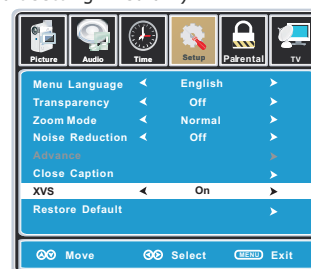 Picture Audio Time Setup Parental TV
Menu Language English
Transparency Off
Zoom Mode Normal
Noise Reduction Off
Advance
Close Caption
XVS On
Restore Default
Move Select MENU Exit